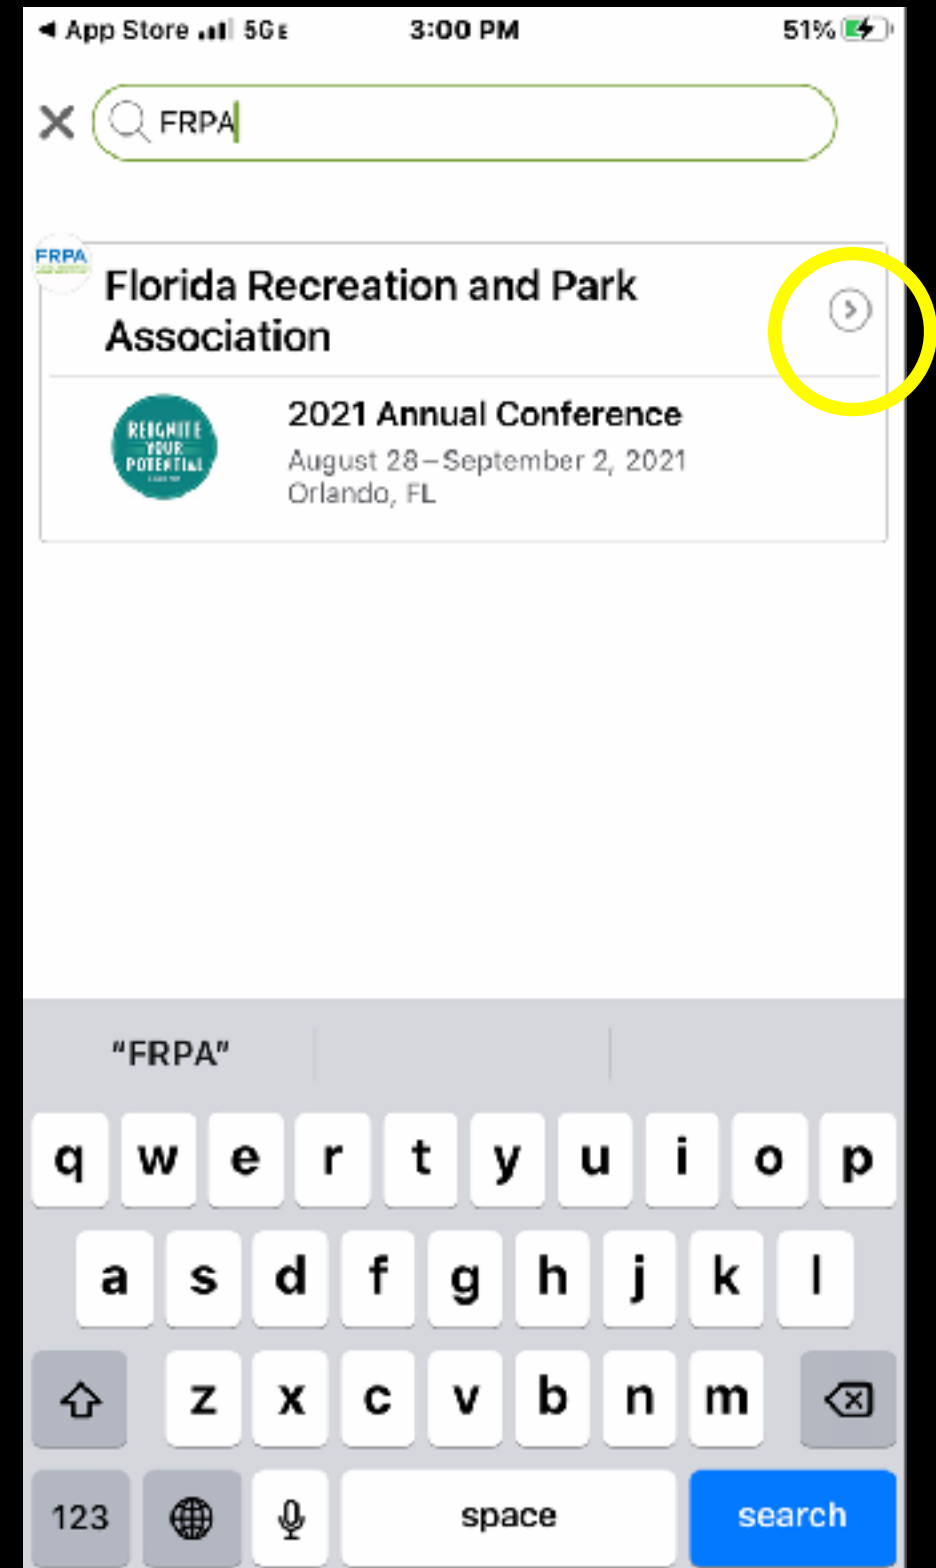 App Store 5GE 3:00 PM 51%
FRPA
FRPA
Florida Recreation and Park
Association
REIGNITE
YOUR
POTENTIAL
2021 Annual Conference
August 28–September 2, 2021
Orlando, FL
"FRPA"
q w e r t y u i o p
a s d f g h j k l
z x c v b n m
123 space search